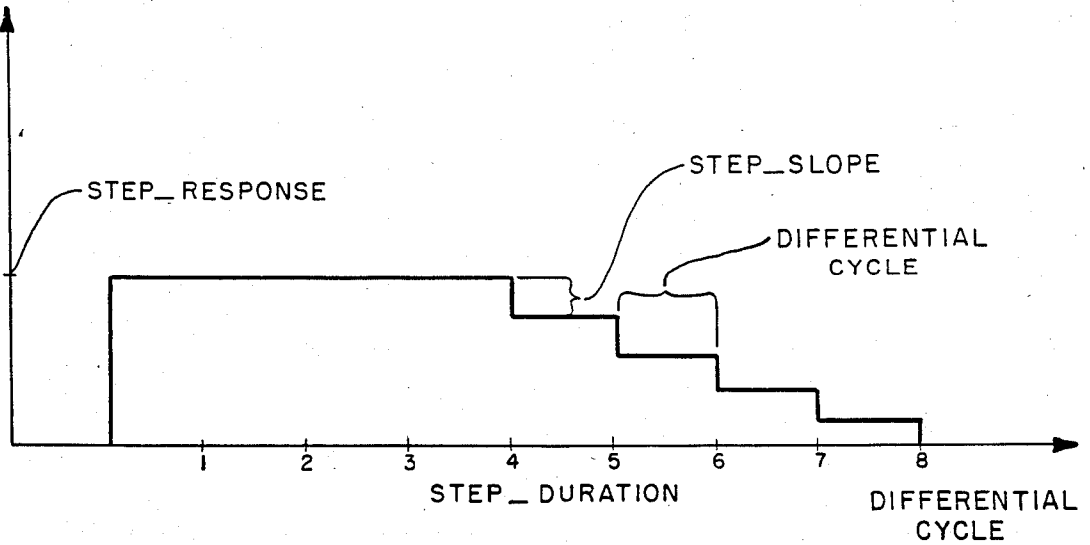 STEP_SLOPE
STEP_RESPONSE
DIFFERENTIAL
CYCLE
1 2 3 4 5 6 7 8
STEP_DURATION
DIFFERENTIAL
CYCLE